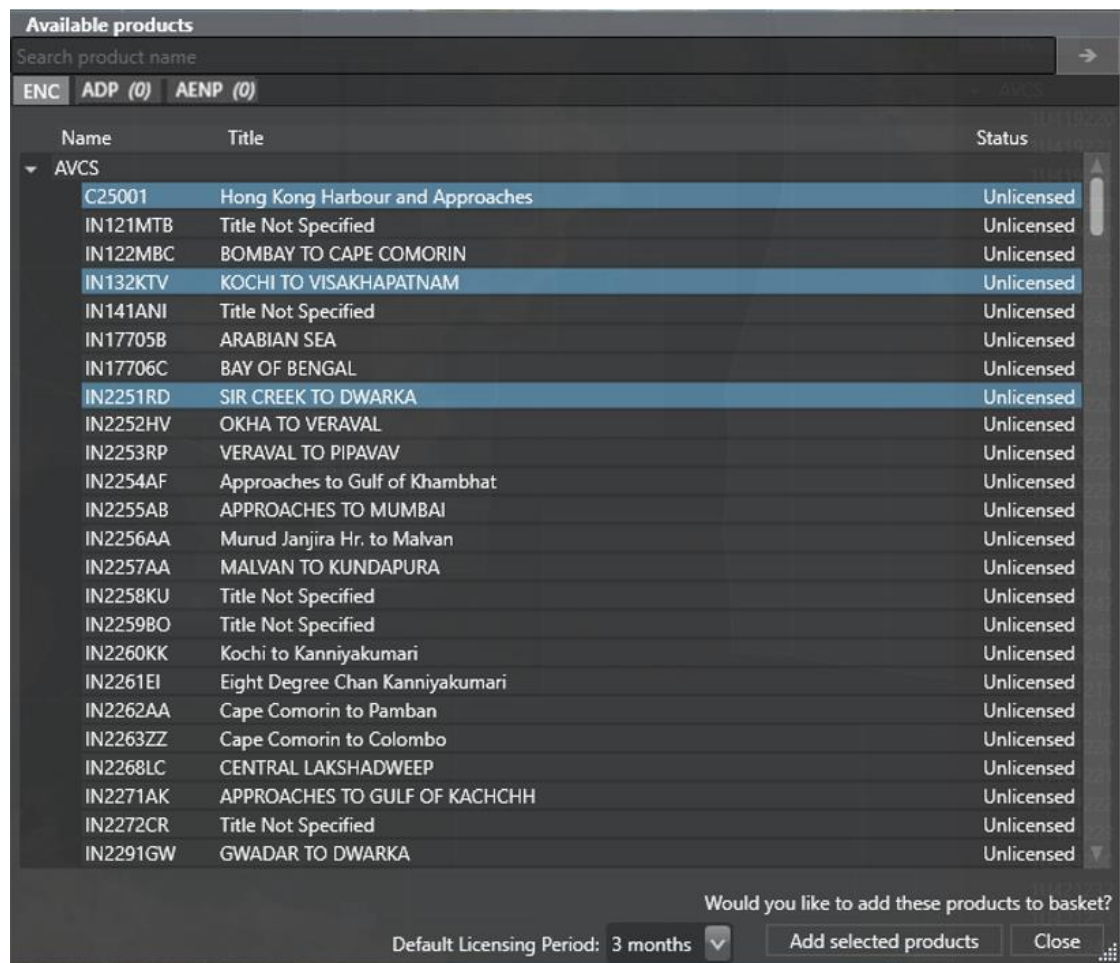 Available products
Search product name
ENC ADP (0) AENP (0)
Name Title Status
AVCS
C25001 Hong Kong Harbour and Approaches Unlicensed
IN121MTB Title Not Specified Unlicensed
IN122MBC BOMBAY TO CAPE COMORIN Unlicensed
IN132KTV KOCHI TO VISAKHAPATNAM Unlicensed
IN141ANI Title Not Specified Unlicensed
IN17705B ARABIAN SEA Unlicensed
IN17706C BAY OF BENGAL Unlicensed
IN2251RD SIR CREEK TO DWARKA Unlicensed
IN2252HV OKHA TO VERAVAL Unlicensed
IN2253RP VERAVAL TO PIPAVAV Unlicensed
IN2254AF Approaches to Gulf of Khambhat Unlicensed
IN2255AB APPROACHES TO MUMBAI Unlicensed
IN2256AA Murud Janjira Hr. to Malvan Unlicensed
IN2257AA MALVAN TO KUNDAPURA Unlicensed
IN2258KU Title Not Specified Unlicensed
IN2259BO Title Not Specified Unlicensed
IN2260KK Kochi to Kanniyakumari Unlicensed
IN2261EI Eight Degree Chan Kanniyakumari Unlicensed
IN2262AA Cape Comorin to Pamban Unlicensed
IN2263ZZ Cape Comorin to Colombo Unlicensed
IN2268LC CENTRAL LAKSHADWEEP Unlicensed
IN2271AK APPROACHES TO GULF OF KACHCHH Unlicensed
IN2272CR Title Not Specified Unlicensed
IN2291GW GWADAR TO DWARKA Unlicensed
Would you like to add these products to basket?
Default Licensing Period: 3 months Add selected products Close